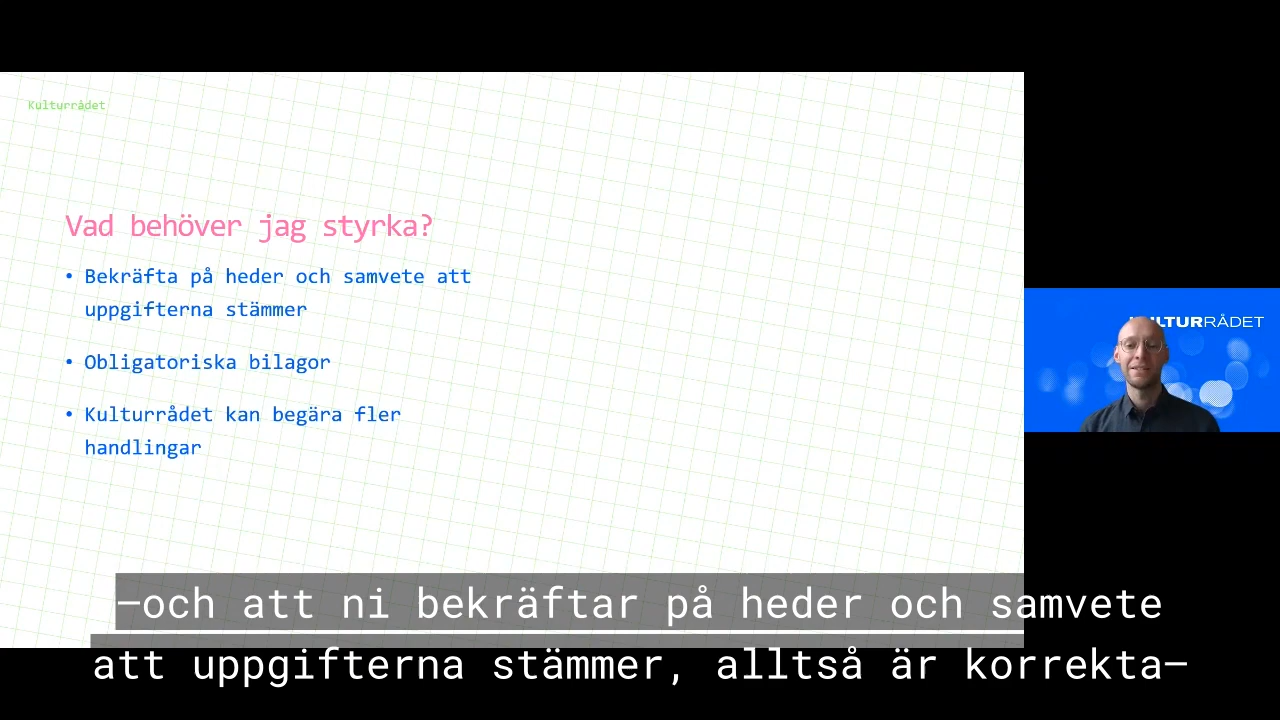 Kulturrådet
Vad behöver jag styrka?
• Bekräfta på heder och samvete att
uppgifterna stämmer
• Obligatoriska bilagor
• Kulturrådet kan begära fler
handlingar
KULTURRÅDET
–och att ni bekräftar på heder och samvete
att uppgifterna stämmer, alltså är korrekta–